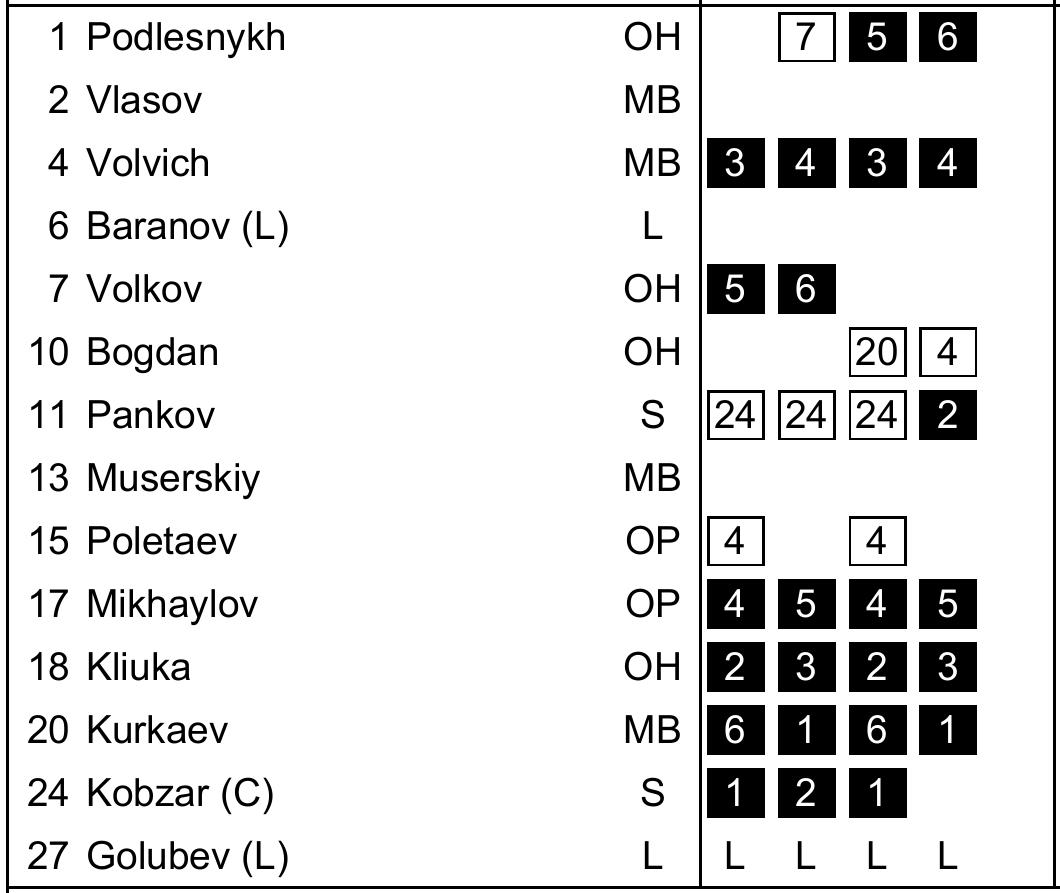 1 Podlesnykh OH 7 5 6
2 Vlasov MB
4 Volvich MB 3 4 3 4
6 Baranov (L) L
7 Volkov OH 5 6
10 Bogdan OH 20 4
11 Pankov S 24 24 24 2
13 Muserskiy MB
15 Poletaev OP 4 4
17 Mikhaylov OP 4 5 4 5
18 Kliuka OH 2 3 2 3
20 Kurkaev MB 6 1 6 1
24 Kobzar (C) S 1 2 1
27 Golubev (L) L L L L L